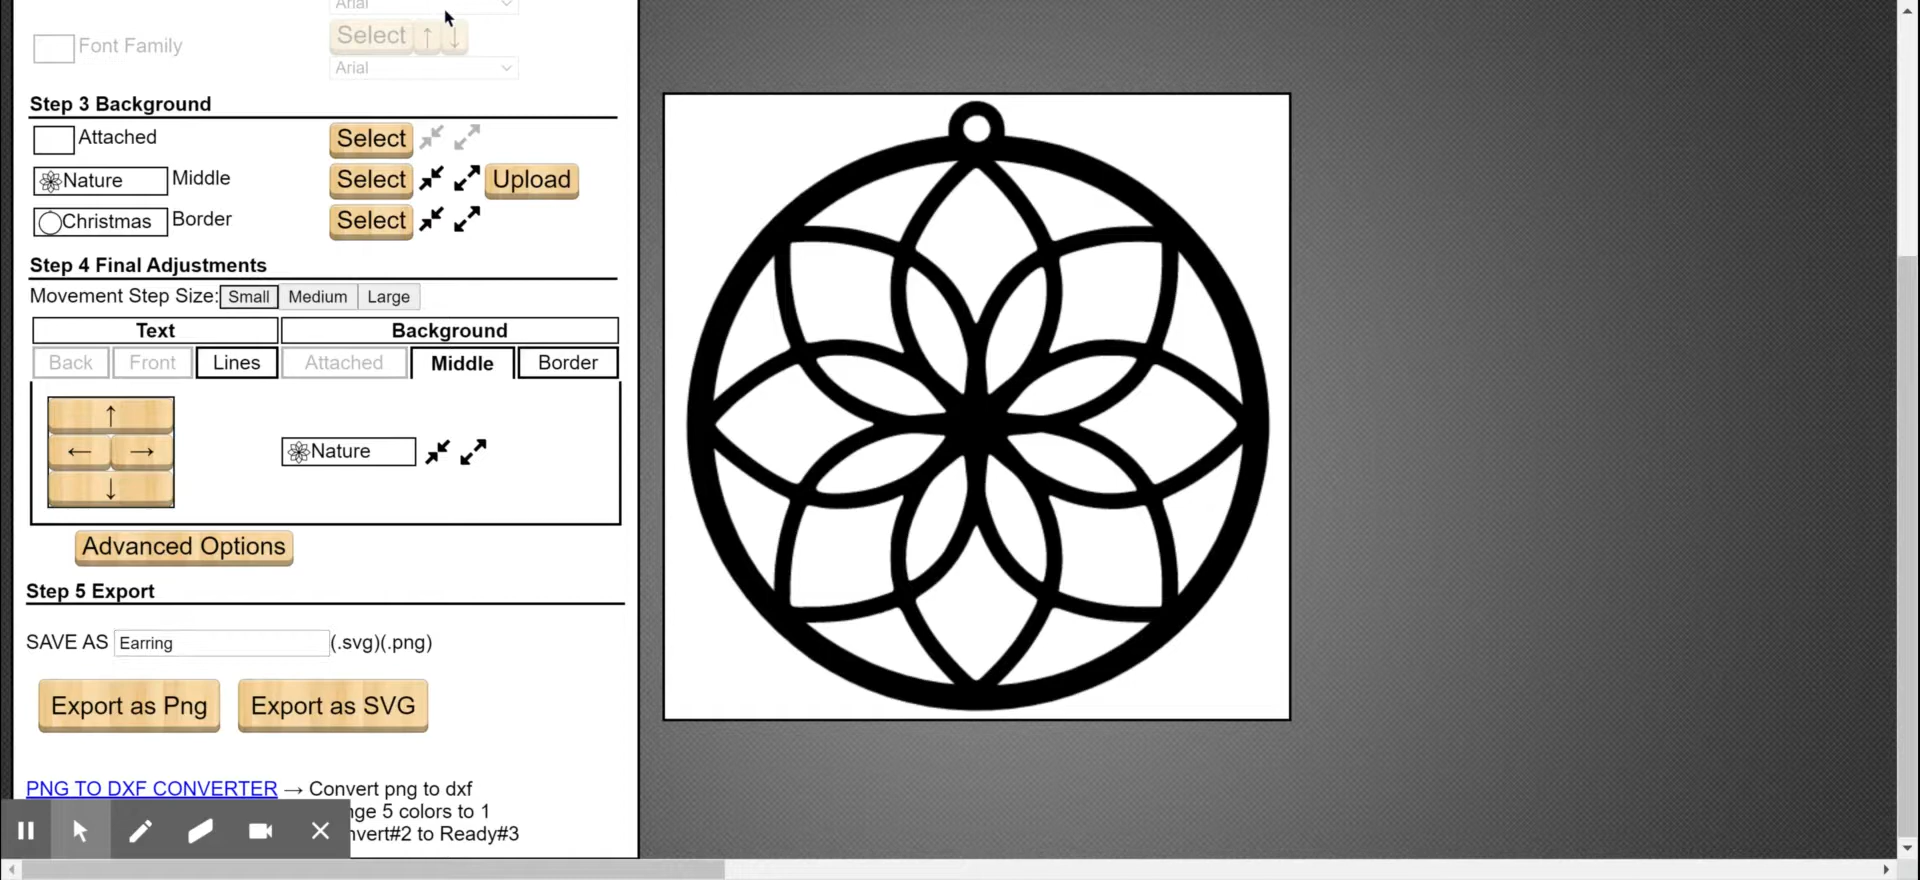 Arial
Font Family Select ↑ ↓
Arial
Step 3 Background
Attached Select
Nature Middle Select Upload
Christmas Border Select
Step 4 Final Adjustments
Movement Step Size: Small Medium Large
Text Background
Back Front Lines Attached Middle Border
↑
← → Nature
↓
Advanced Options
Step 5 Export
SAVE AS Earring (.svg)(.png)
Export as Png Export as SVG
PNG TO DXF CONVERTER → Convert png to dxf
nge 5 colors to 1
nvert#2 to Ready#3